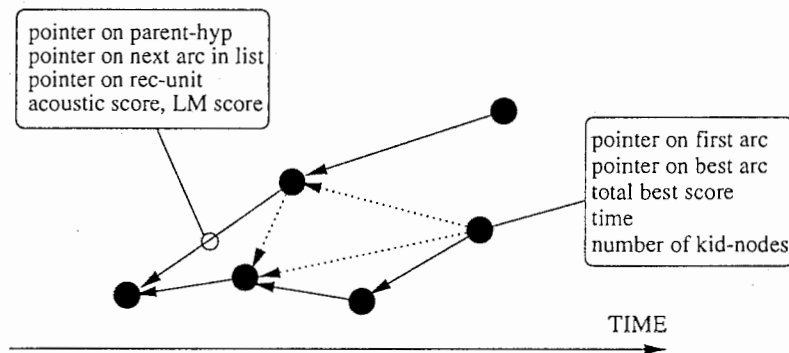 pointer on parent-hyp
pointer on next arc in list
pointer on rec-unit
acoustic score, LM score
pointer on first arc
pointer on best arc
total best score
time
number of kid-nodes
TIME